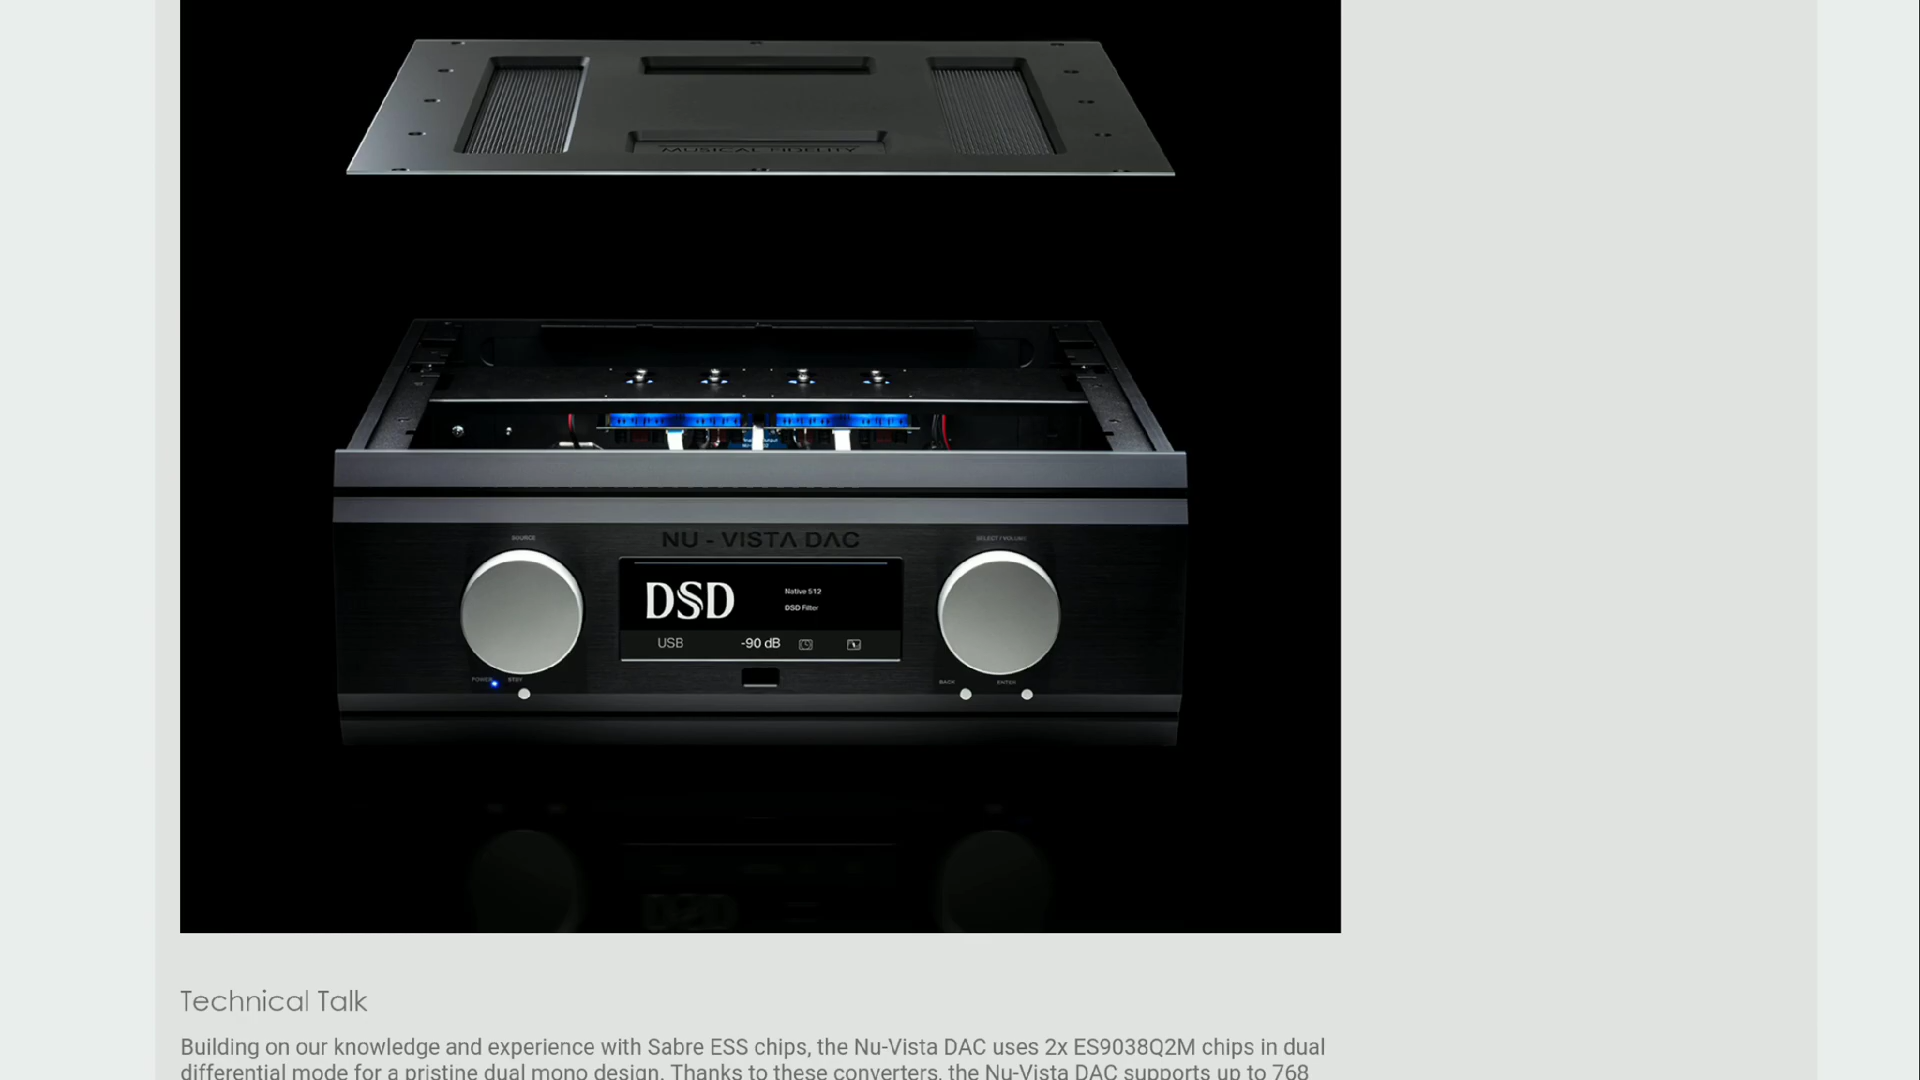 MUSICAL FIDELITY
NU - VISTA DAC
SOURCE
SELECT / VOLUME
DSD
Native 512
DSD Filter
USB
-90 dB
POWER
STBY
BACK
ENTER
Technical Talk
Building on our knowledge and experience with Sabre ESS chips, the Nu-Vista DAC uses 2x ES9038Q2M chips in dual
differential mode for a pristine dual mono design. Thanks to these converters, the Nu-Vista DAC supports up to 768